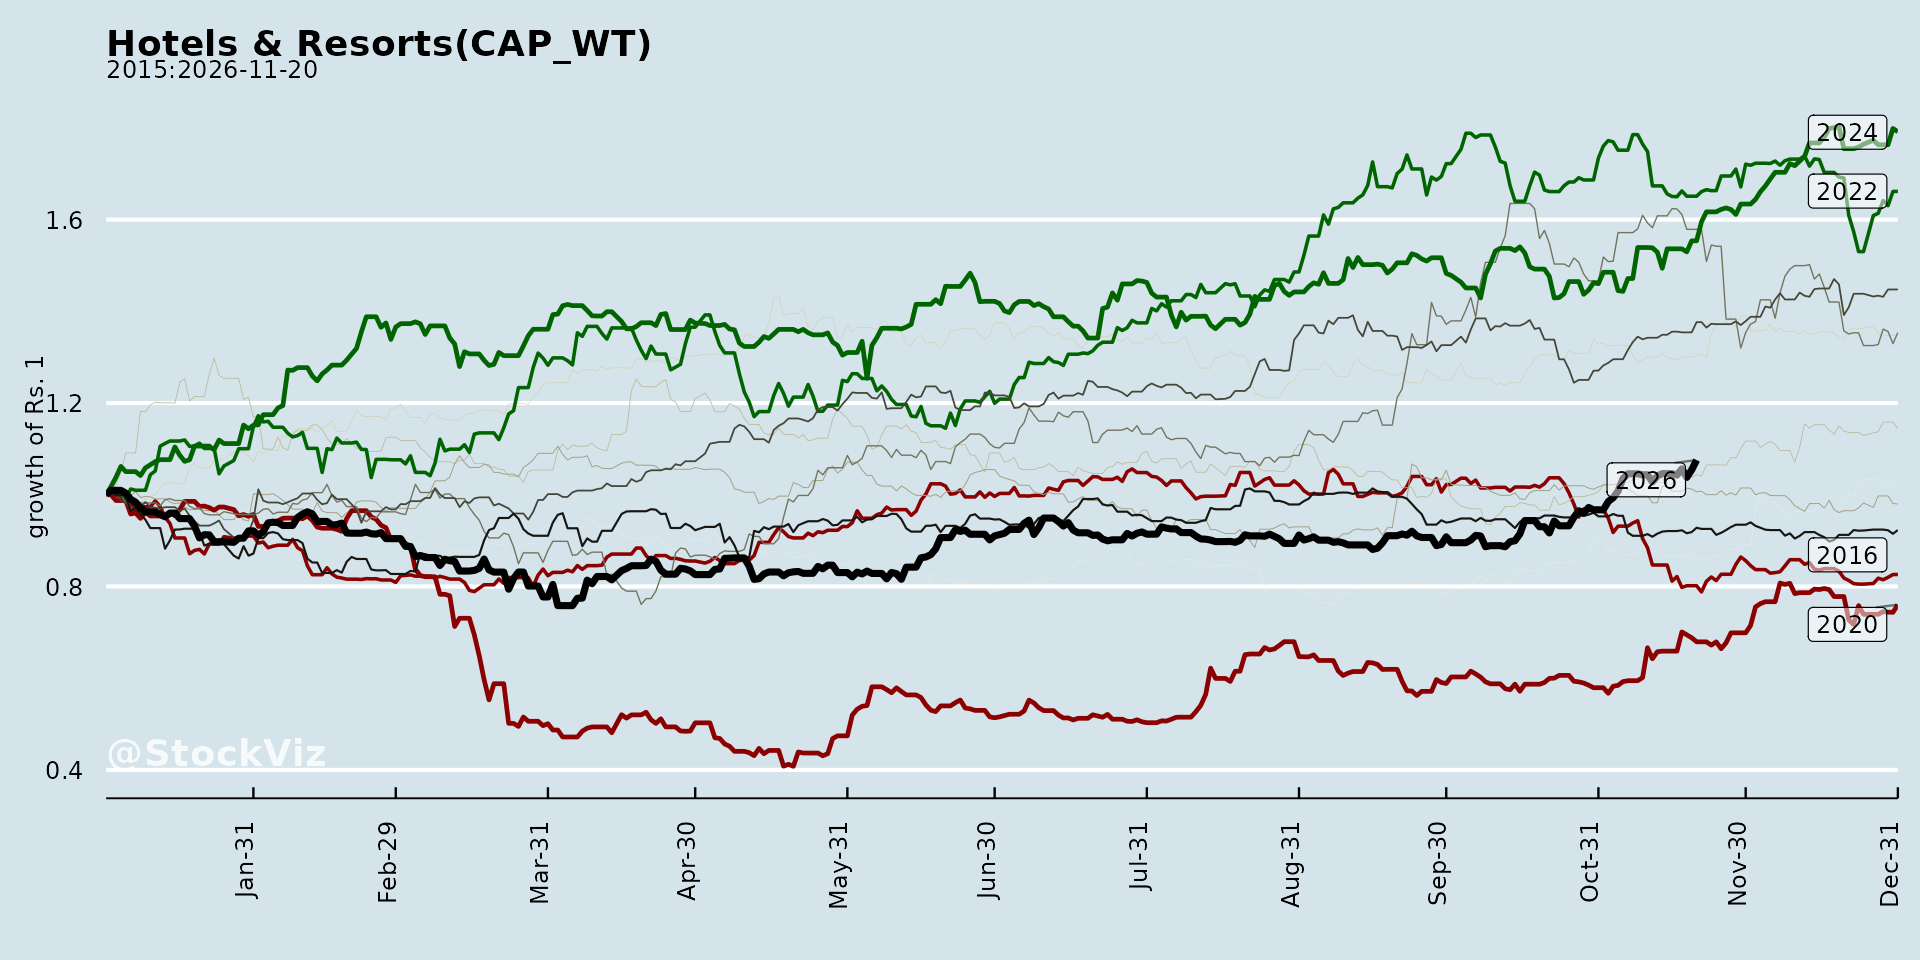 Hotels & Resorts(CAP_WT)
2015:2026-11-20
growth of Rs. 1
1.6
1.2
0.8
0.4
2024
2022
2026
2016
2020
@StockViz
Jan-31
Feb-29
Mar-31
Apr-30
May-31
Jun-30
Jul-31
Aug-31
Sep-30
Oct-31
Nov-30
Dec-31